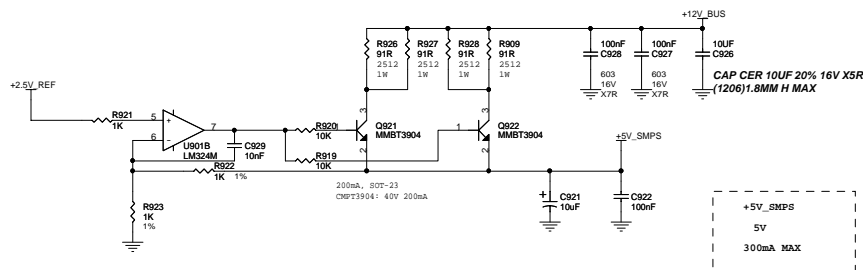 +12V_BUS
R926 R927 R928 R909
91R 91R 91R 91R
2512 2512 2512 2512
1W 1W 1W 1W
100nF 100nF 10UF
C928 C927 C926
603 603
16V 16V
X7R X7R
CAP CER 10UF 20% 16V X5R
(1206)1.8MM H MAX
+2.5V_REF
R921
1K
5
+
6
-
7
U901B
LM324M
C929
10nF
R920
10K
1
3
Q921
MMBT3904
2
R919
10K
1
3
Q922
MMBT3904
2
R922
1K 1%
R923
1K
1%
200mA, SOT-23
CMPT3904: 40V 200mA
+5V_SMPS
+
C921
10uF
C922
100nF
+5V_SMPS
5V
300mA MAX